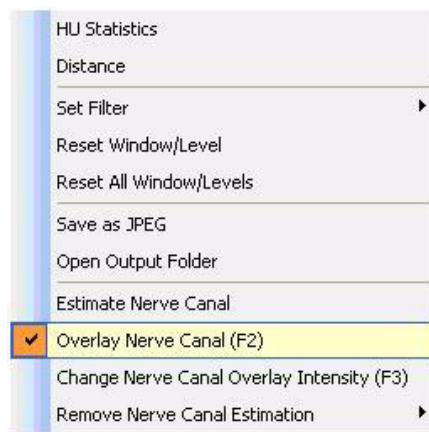 HU Statistics
Distance
Set Filter
Reset Window/Level
Reset All Window/Levels
Save as JPEG
Open Output Folder
Estimate Nerve Canal
Overlay Nerve Canal (F2)
Change Nerve Canal Overlay Intensity (F3)
Remove Nerve Canal Estimation